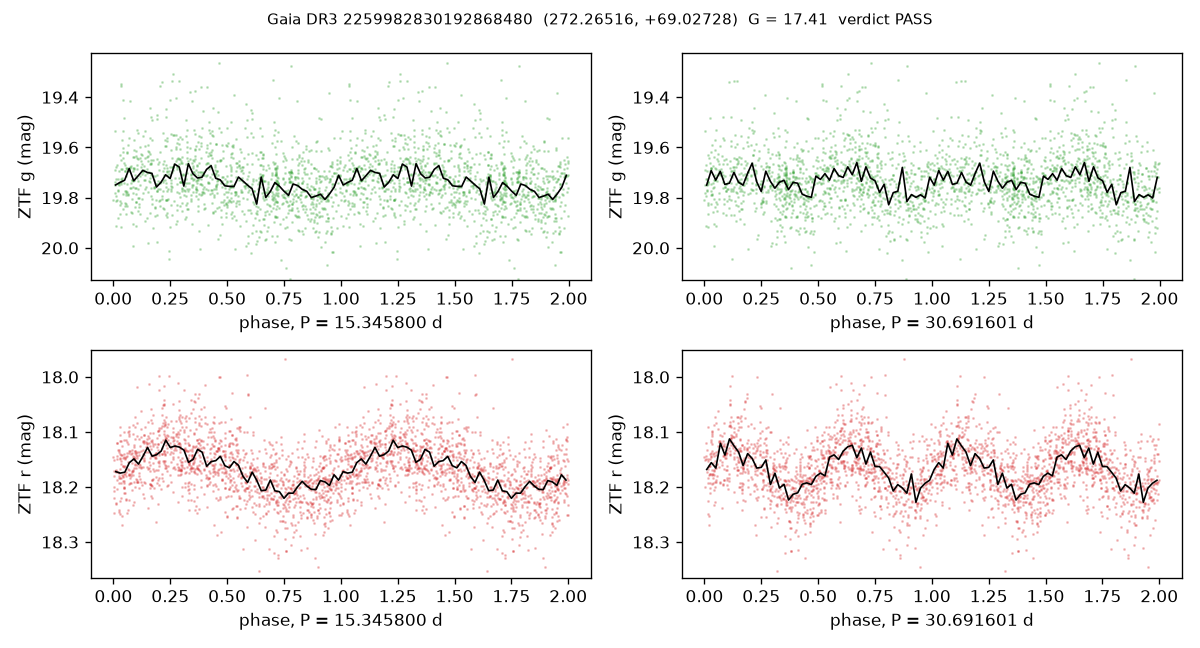 Gaia DR3 2259982830192868480 (272.26516, +69.02728) G = 17.41 verdict PASS
ZTF g (mag)
19.4
19.6
19.8
20.0
0.00 0.25 0.50 0.75 1.00 1.25 1.50 1.75 2.00
phase, P = 15.345800 d
ZTF g (mag)
19.4
19.6
19.8
20.0
0.00 0.25 0.50 0.75 1.00 1.25 1.50 1.75 2.00
phase, P = 30.691601 d
ZTF r (mag)
18.0
18.1
18.2
18.3
0.00 0.25 0.50 0.75 1.00 1.25 1.50 1.75 2.00
phase, P = 15.345800 d
ZTF r (mag)
18.0
18.1
18.2
18.3
0.00 0.25 0.50 0.75 1.00 1.25 1.50 1.75 2.00
phase, P = 30.691601 d